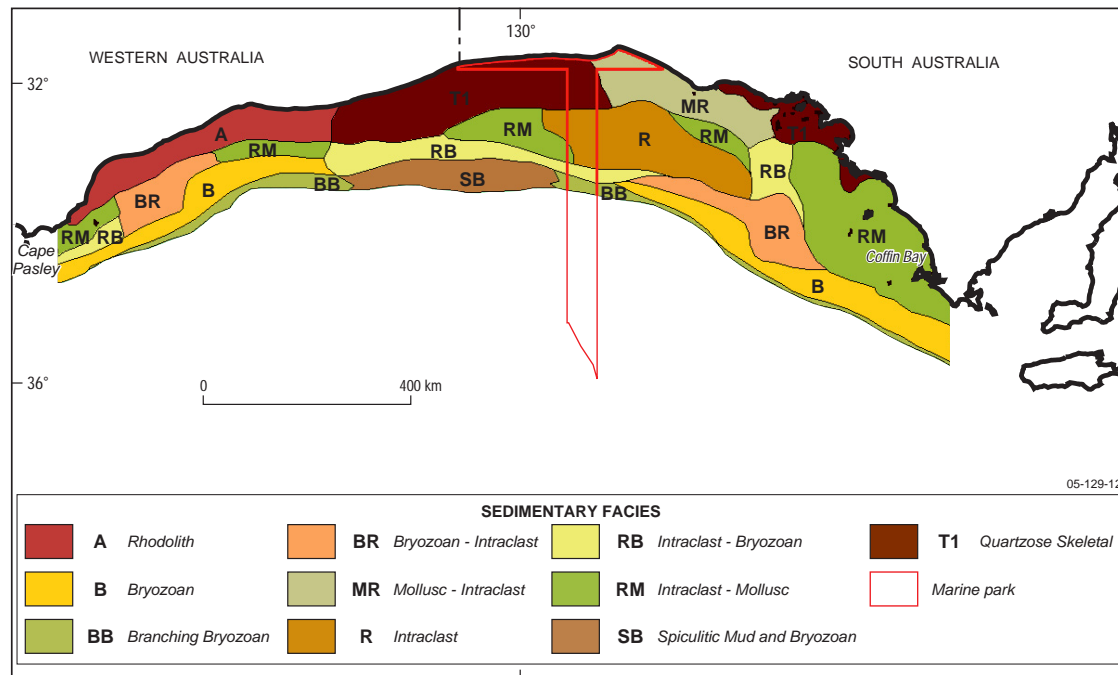 130°
WESTERN AUSTRALIA
SOUTH AUSTRALIA
32°
MR
T1
T1
A
RM
R
RM
RM
RB
RB
BB
SB
BR
B
BB
BR
RM
RM
RB
Cape
Pasley
Coffin Bay
B
36°
0
400 km
05-129-12
SEDIMENTARY FACIES
A Rhodolith
BR Bryozoan - Intraclast
RB Intraclast - Bryozoan
T1 Quartzose Skeletal
B Bryozoan
MR Mollusc - Intraclast
RM Intraclast - Mollusc
Marine park
BB Branching Bryozoan
R Intraclast
SB Spiculitic Mud and Bryozoan